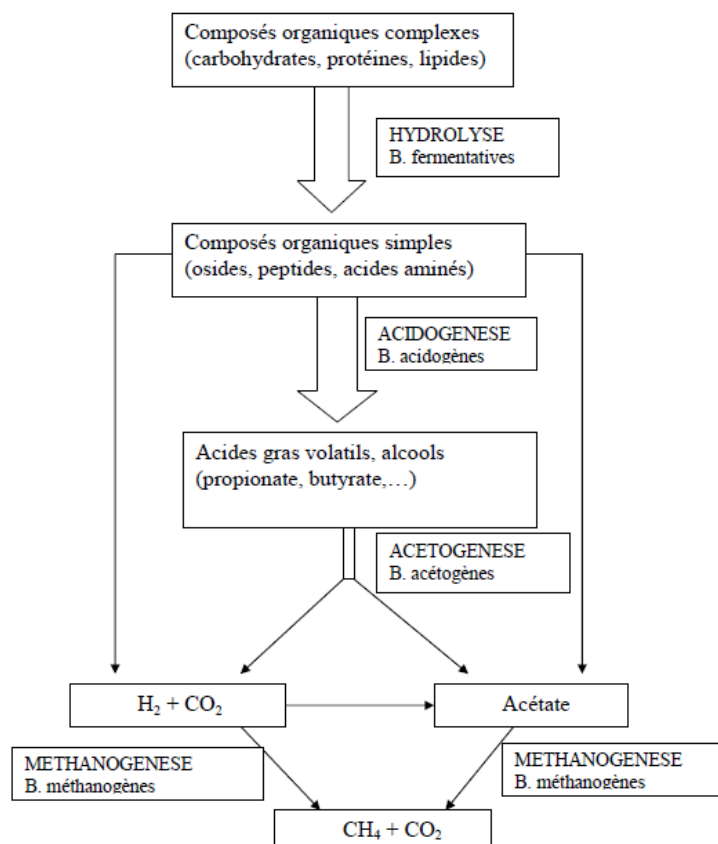 Composés organiques complexes
(carbohydrates, protéines, lipides)
HYDROLYSE
B. fermentatives
Composés organiques simples
(osides, peptides, acides aminés)
ACIDOGENESE
B. acidogènes
Acides gras volatils, alcools
(propionate, butyrate,…)
ACETOGENESE
B. acétogènes
H₂ + CO₂
Acétate
METHANOGENESE
B. méthanogènes
METHANOGENESE
B. méthanogènes
CH₄ + CO₂